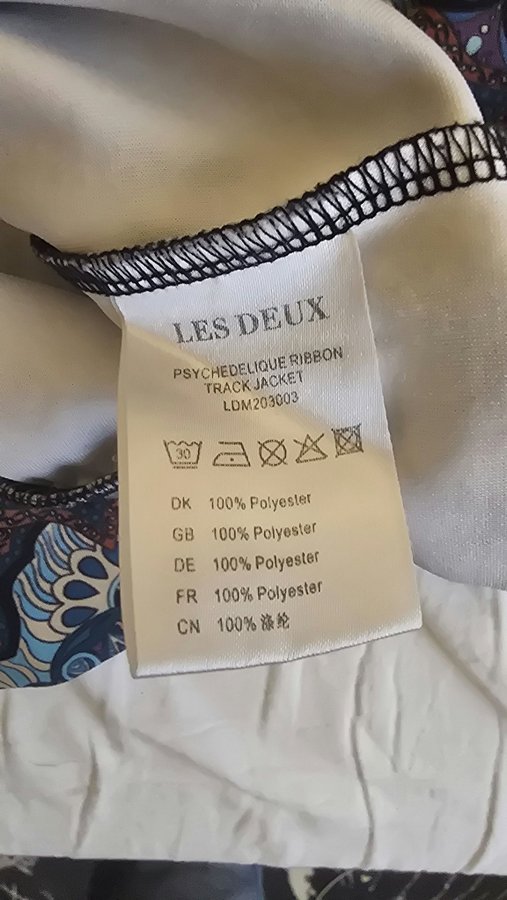 LES DEUX
PSYCHEDELIQUE RIBBON
TRACK JACKET
LDM203003
30
DK 100% Polyester
GB 100% Polyester
DE 100% Polyester
FR 100% Polyester
CN 100% 涤纶